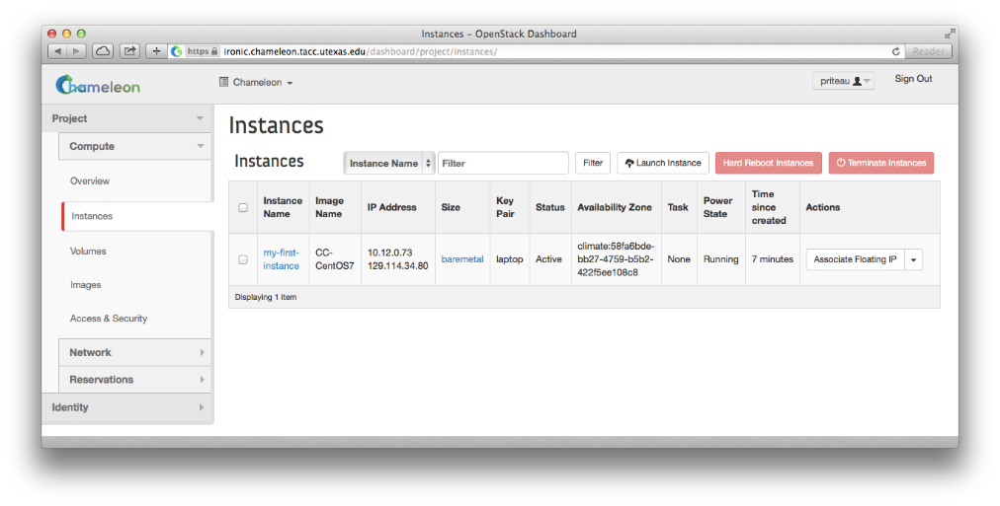 Instances – OpenStack Dashboard
https ironic.chameleon.tacc.utexas.edu/dashboard/project/instances/ Reader
Chameleon Chameleon priteau Sign Out
Project
Compute
Overview
Instances
Volumes
Images
Access & Security
Network
Reservations
Identity
Instances
Instances Instance Name Filter Filter Launch Instance Hard Reboot Instances Terminate Instances
Instance Name Image Name IP Address Size Key Pair Status Availability Zone Task Power State Time since created Actions
my-first-instance CC-CentOS7 10.12.0.73 129.114.34.80 baremetal laptop Active climate:58fa6bde-bb27-4759-b5b2-422f5ee108c8 None Running 7 minutes Associate Floating IP
Displaying 1 item